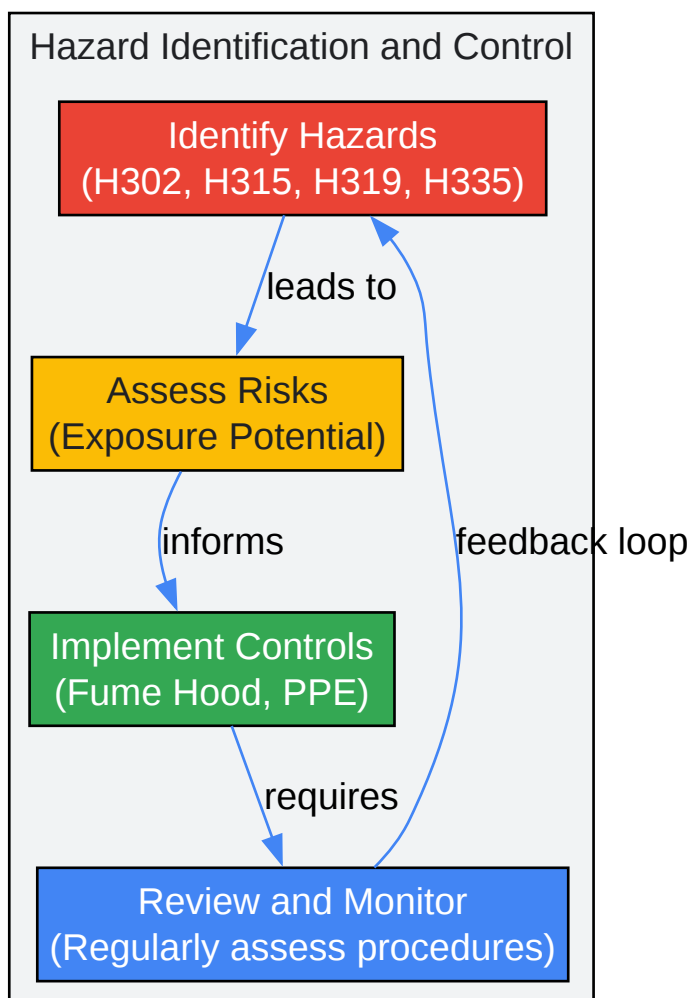 Hazard Identification and Control
Identify Hazards
(H302, H315, H319, H335)
leads to
Assess Risks
(Exposure Potential)
informs
feedback loop
Implement Controls
(Fume Hood, PPE)
requires
Review and Monitor
(Regularly assess procedures)